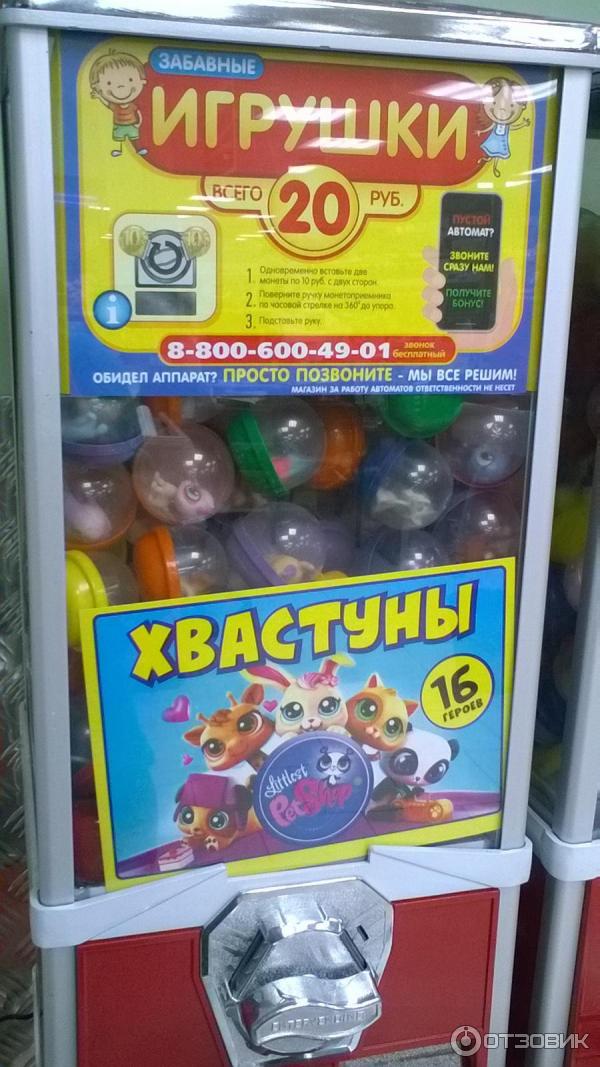 ЗАБАВНЫЕ
ИГРУШКИ
ВСЕГО 20 РУБ.
10 10
1. Одновременно вставьте две
монеты по 10 руб. с двух сторон.
2. Поверните ручку монетоприемника
по часовой стрелке на 360° до упора.
3. Подставьте руку.
ПУСТОЙ
АВТОМАТ?
ЗВОНИТЕ
СРАЗУ НАМ!
ПОЛУЧИТЕ
БОНУС!
8-800-600-49-01 звонок
бесплатный
ОБИДЕЛ АППАРАТ? ПРОСТО ПОЗВОНИТЕ - МЫ ВСЕ РЕШИМ!
МАГАЗИН ЗА РАБОТУ АВТОМАТОВ ОТВЕТСТВЕННОСТИ НЕ НЕСЕТ
ХВАСТУНЫ
16
ГЕРОЕВ
Littlest
PetShop
ОТЗОВИК